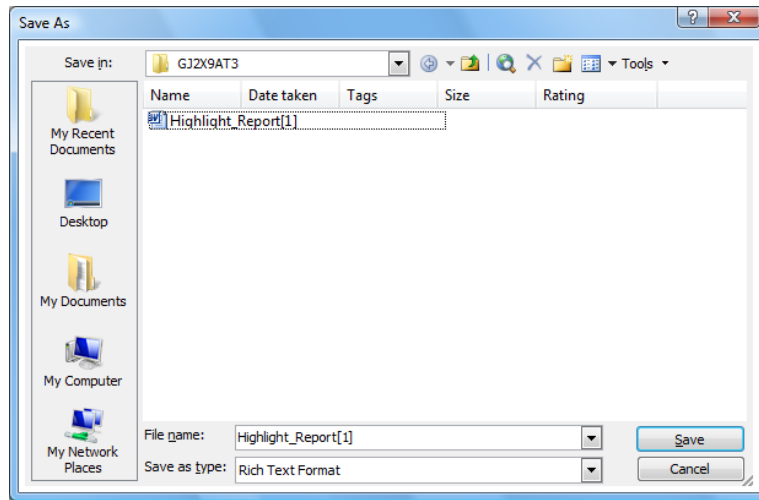 Save As
Save in:
GJ2X9AT3
Tools
Name Date taken Tags Size Rating
Highlight_Report[1]
My Recent
Documents
Desktop
My Documents
My Computer
My Network
Places
File name:
Highlight_Report[1]
Save
Save as type:
Rich Text Format
Cancel